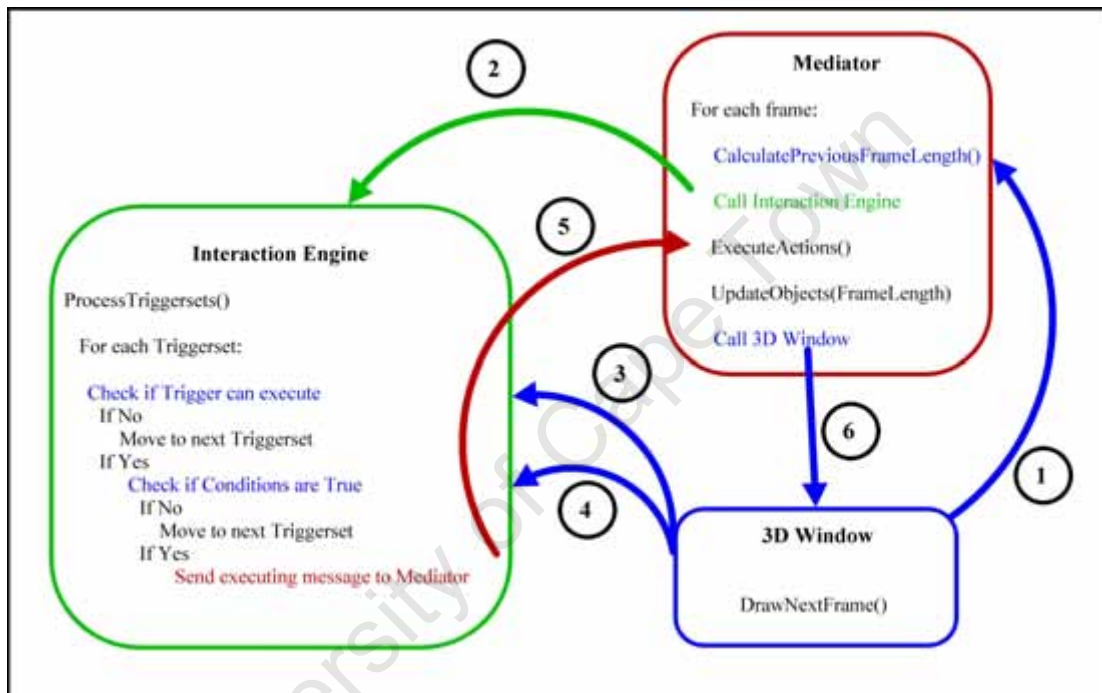 Mediator
For each frame:
CalculatePreviousFrameLength()
Call Interaction Engine
ExecuteActions()
UpdateObjects(FrameLength)
Call 3D Window
2
5
3
4
6
1
Interaction Engine
ProcessTriggersets()
For each Triggerset:
Check if Trigger can execute
If No
Move to next Triggerset
If Yes
Check if Conditions are True
If No
Move to next Triggerset
If Yes
Send executing message to Mediator
3D Window
DrawNextFrame()
ersity of Cape Town